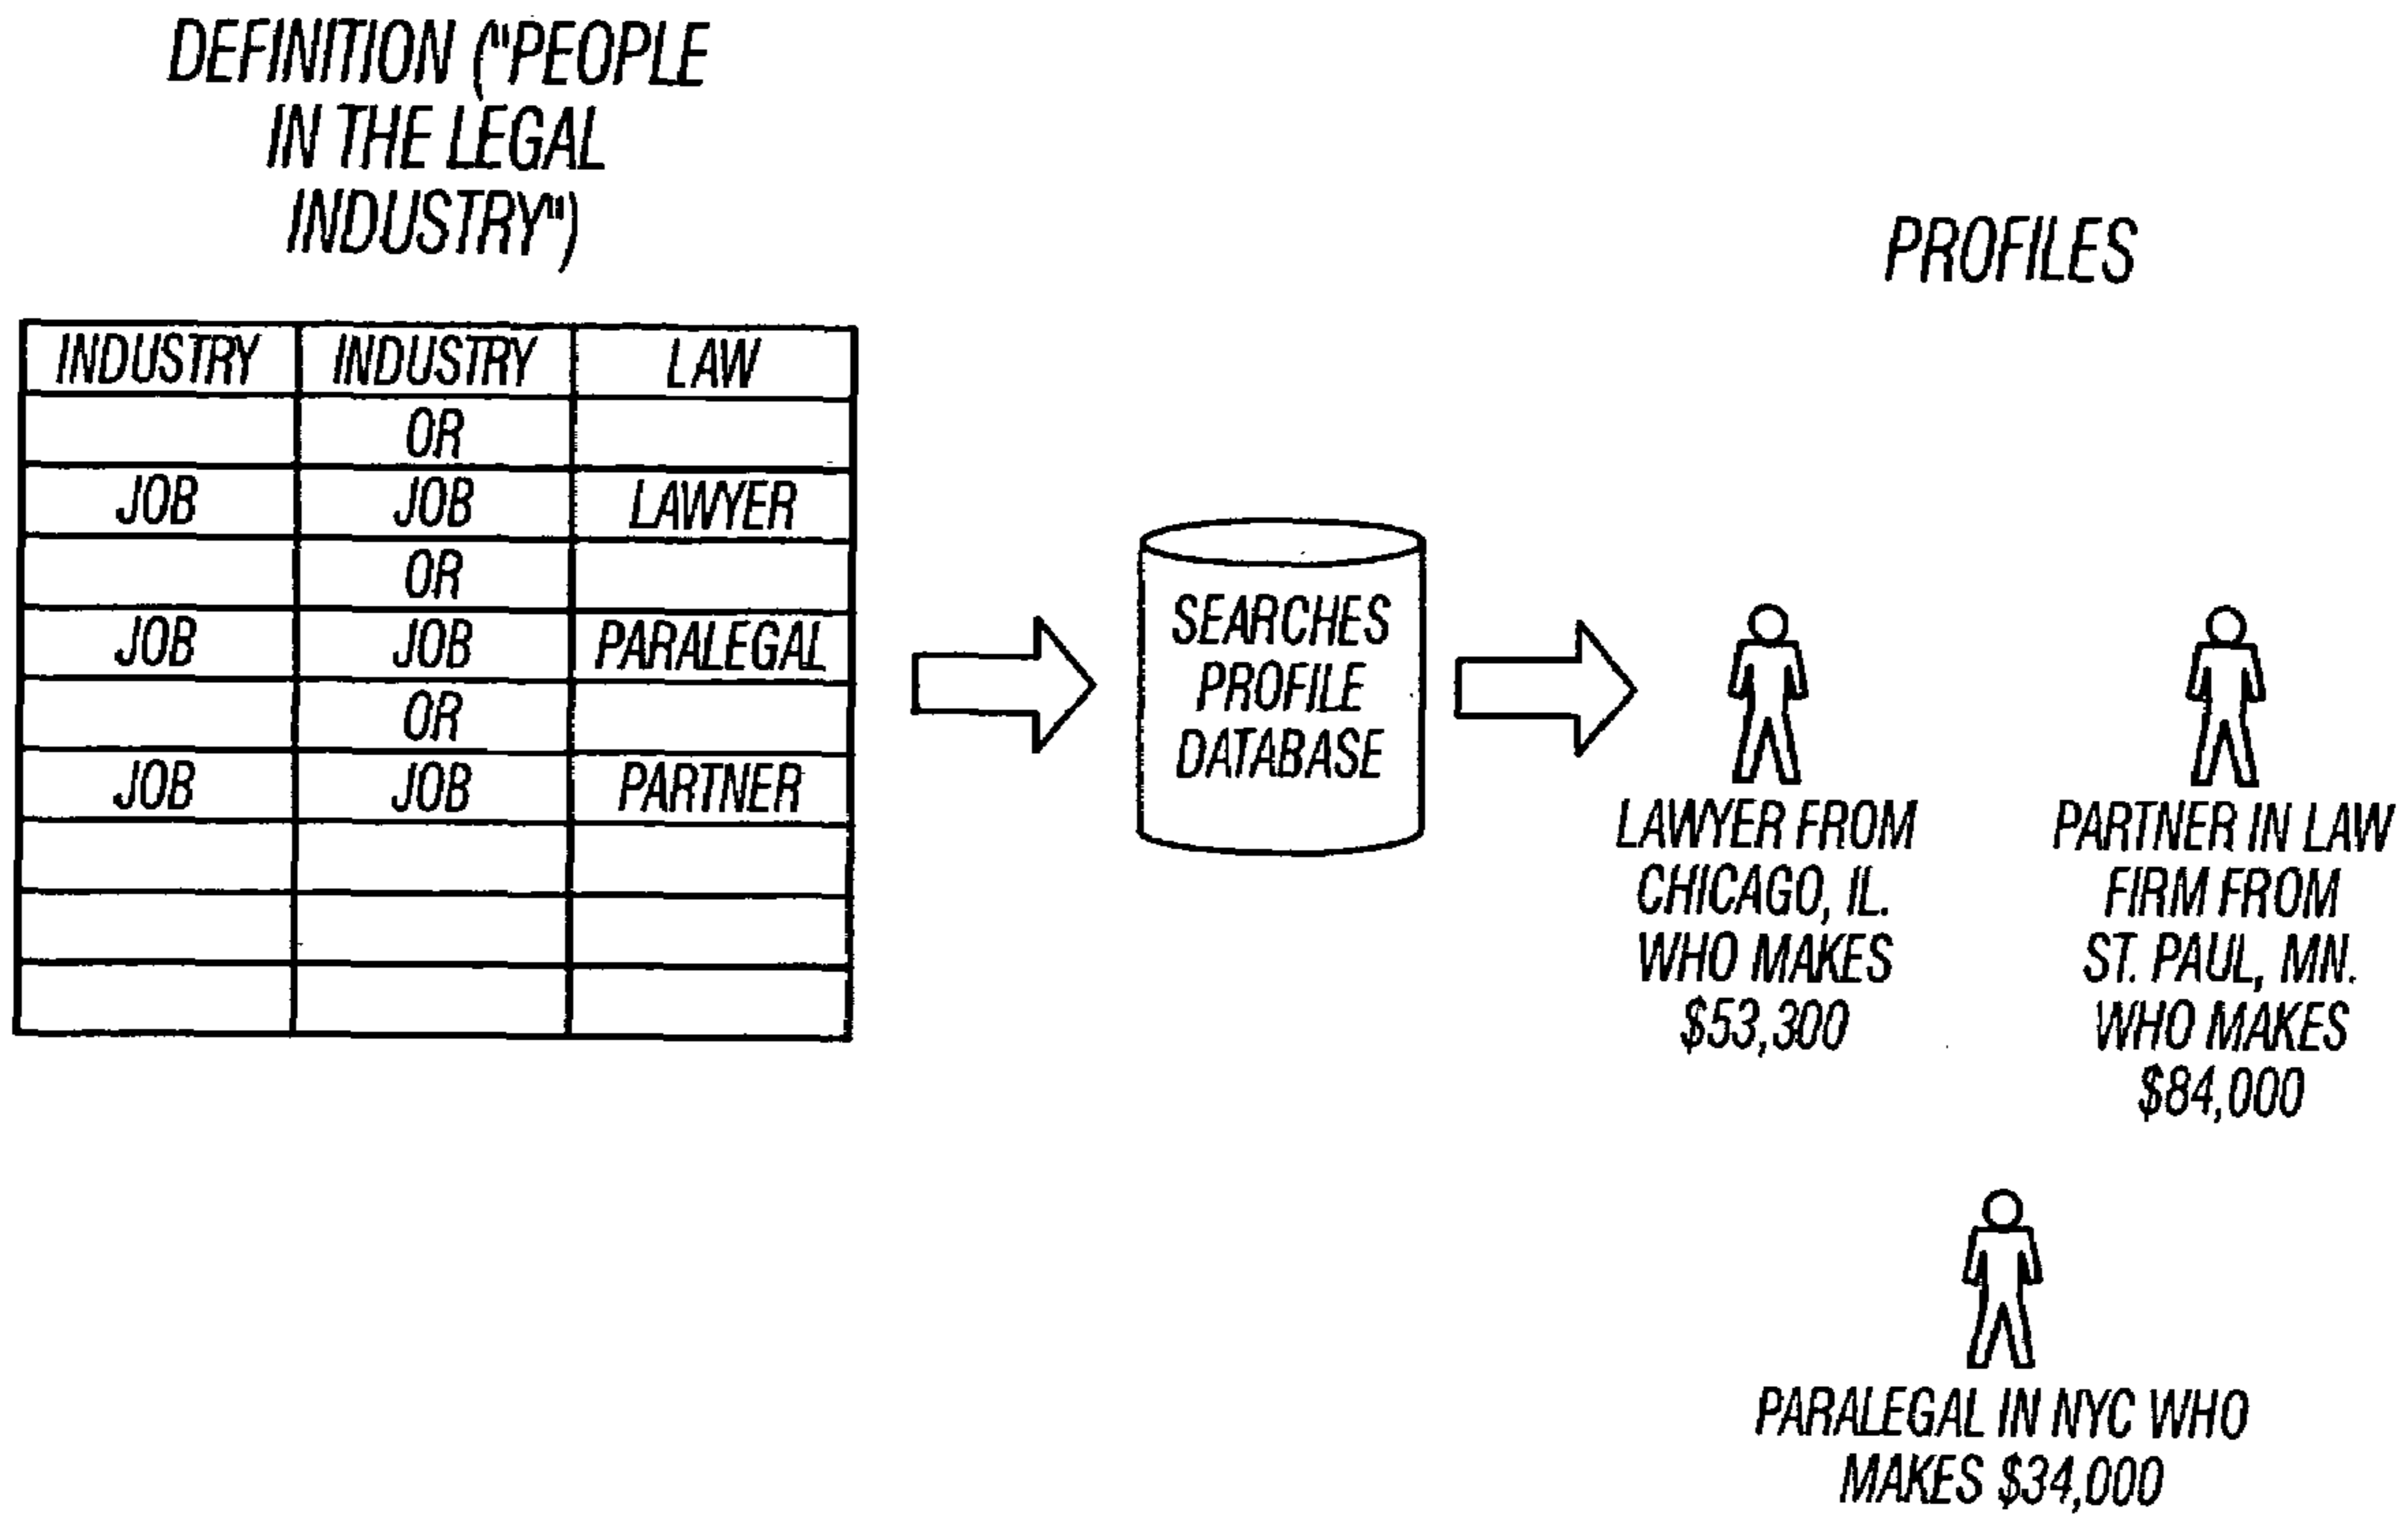 DEFINITION ("PEOPLE
IN THE LEGAL
INDUSTRY")
PROFILES
INDUSTRY INDUSTRY LAW
OR
JOB JOB LAWYER
OR
JOB JOB PARALEGAL
OR
JOB JOB PARTNER
SEARCHES
PROFILE
DATABASE
LAWYER FROM
CHICAGO, IL.
WHO MAKES
$53,300
PARTNER IN LAW
FIRM FROM
ST. PAUL, MN.
WHO MAKES
$84,000
PARALEGAL IN NYC WHO
MAKES $34,000